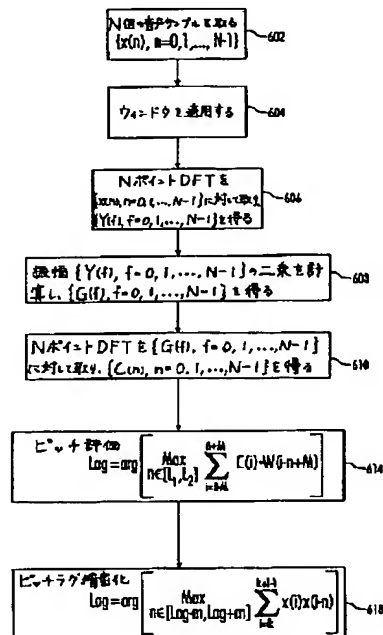 N個の音声サンプルを取る
{x(n), n=0,1,..., N-1}
602
ウィンドウを適用する
604
NポイントDFTを
{x(n), n=0,1,..., N-1}に対して取り
{Y(f), f=0,1,..., N-1}を得る
606
振幅{Y(f), f=0, 1, ..., N-1}の二乗を計
算し、{G(f), f=0, 1, ..., N-1}を得る
608
NポイントDFTを{G(f), f=0, 1, ..., N-1}
に対して取り、{C(n), n=0, 1, ..., N-1}を得る
610
ピッチ評価
Lag=arg[Max n∈[L1,L2] ∑ C(i)·W(i-n+M)]
614
ピッチラグ精密化
Lag=arg[Max n∈[Lag-m,Lag+m] ∑ x(i)x(i-n)]
618